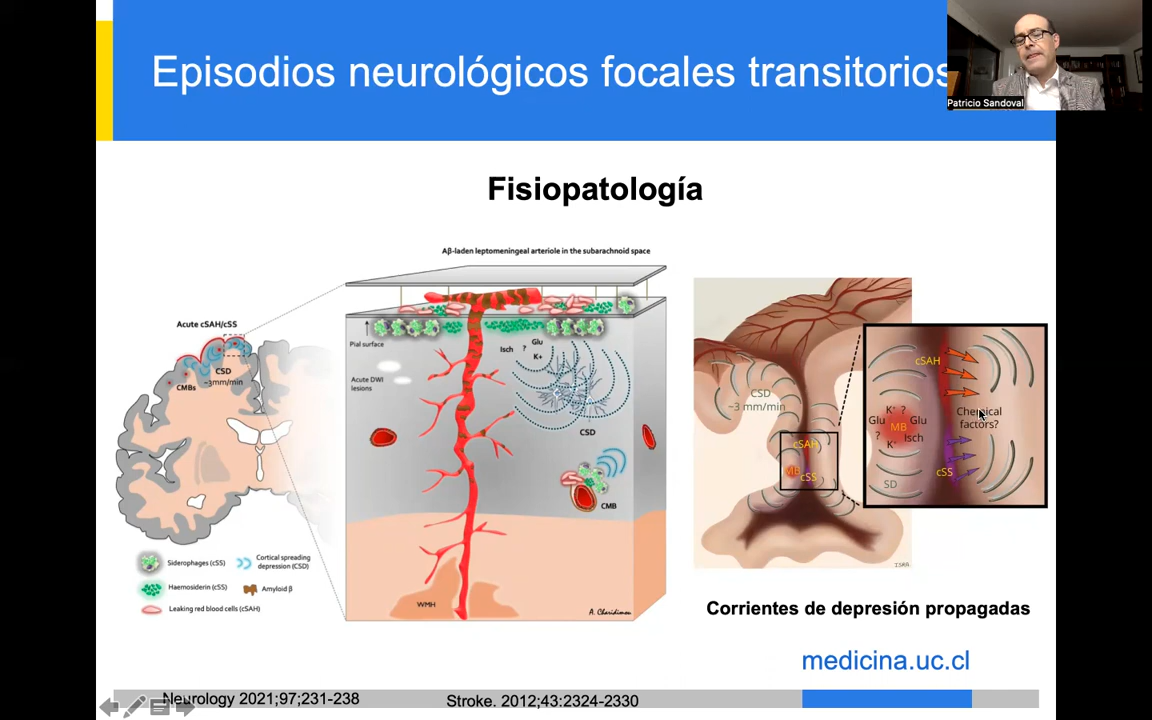 Episodios neurológicos focales transitorios
Patricio Sandoval
Fisiopatología
Aβ-laden leptomeningeal arteriole in the subarachnoid space
Acute cSAH/cSS
CSD
~3mm/min
CMBs
Pial surface
Acute DWI
lesions
Isch
?
Glu
K+
CSD
CMB
WMH
A. Charidimou
Siderophages (cSS)
Cortical spreading
depression (CSD)
Haemosiderin (cSS)
Amyloid β
Leaking red blood cells (cSAH)
CSD
~3 mm/min
cSAH
MB
cSS
ISRA
cSAH
K⁺ ?
Glu
MB
Glu
?
K⁺
Isch
Chemical
factors?
cSS
SD
Corrientes de depresión propagadas
medicina.uc.cl
Neurology 2021;97;231-238
Stroke. 2012;43:2324-2330